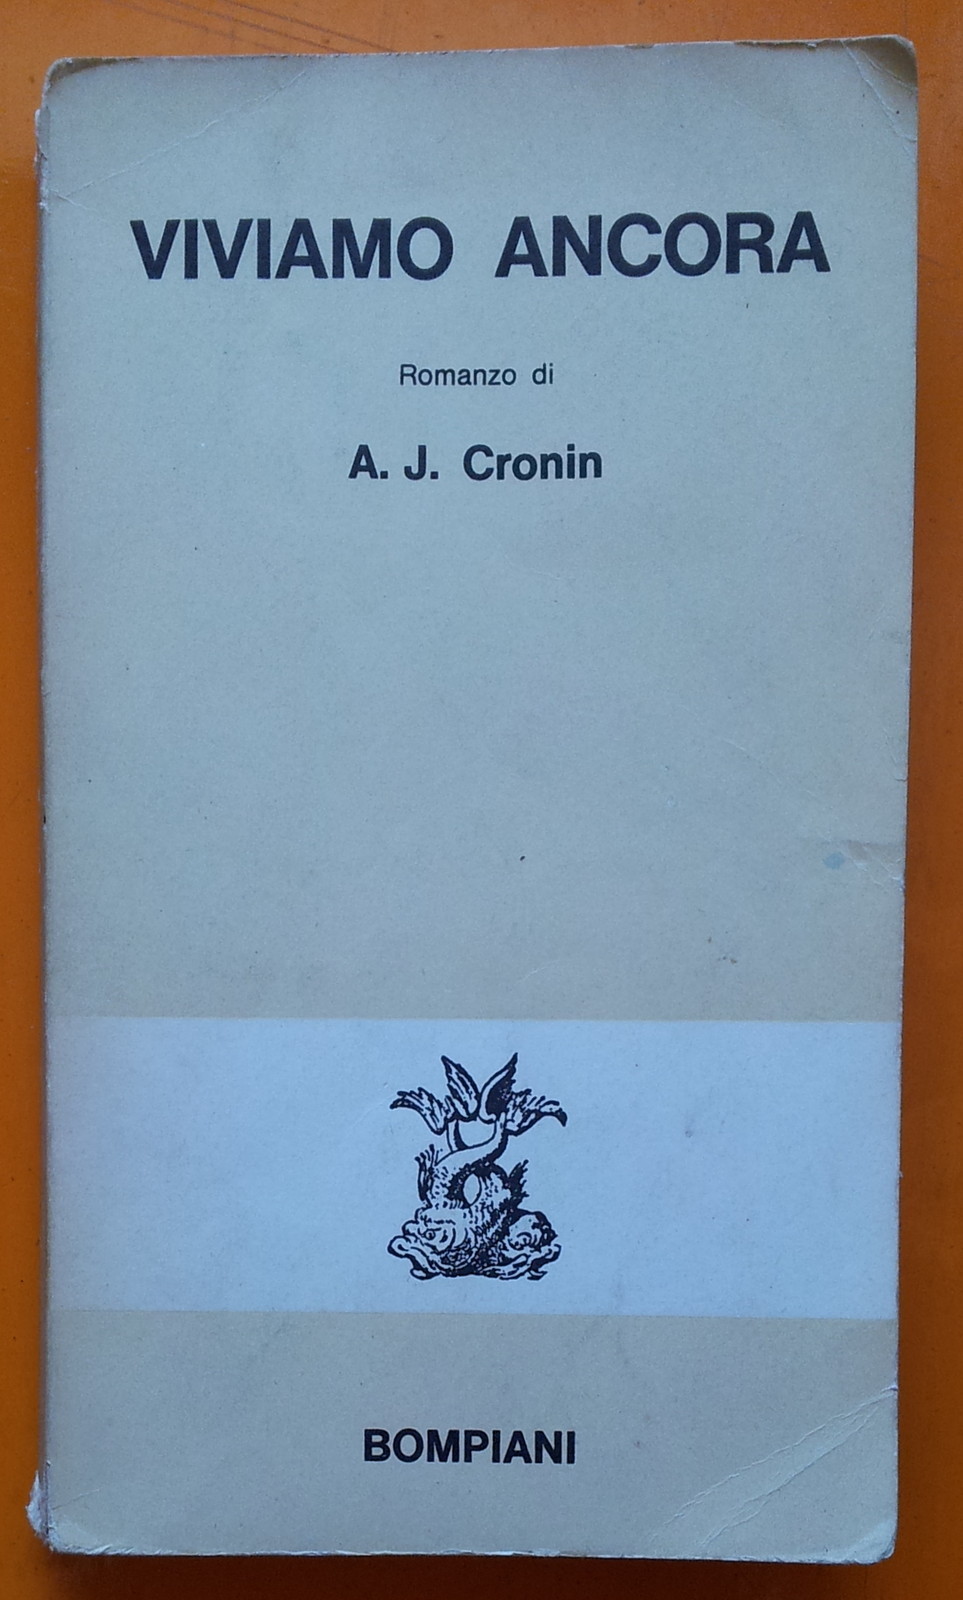 VIVIAMO ANCORA
Romanzo di
A. J. Cronin
BOMPIANI